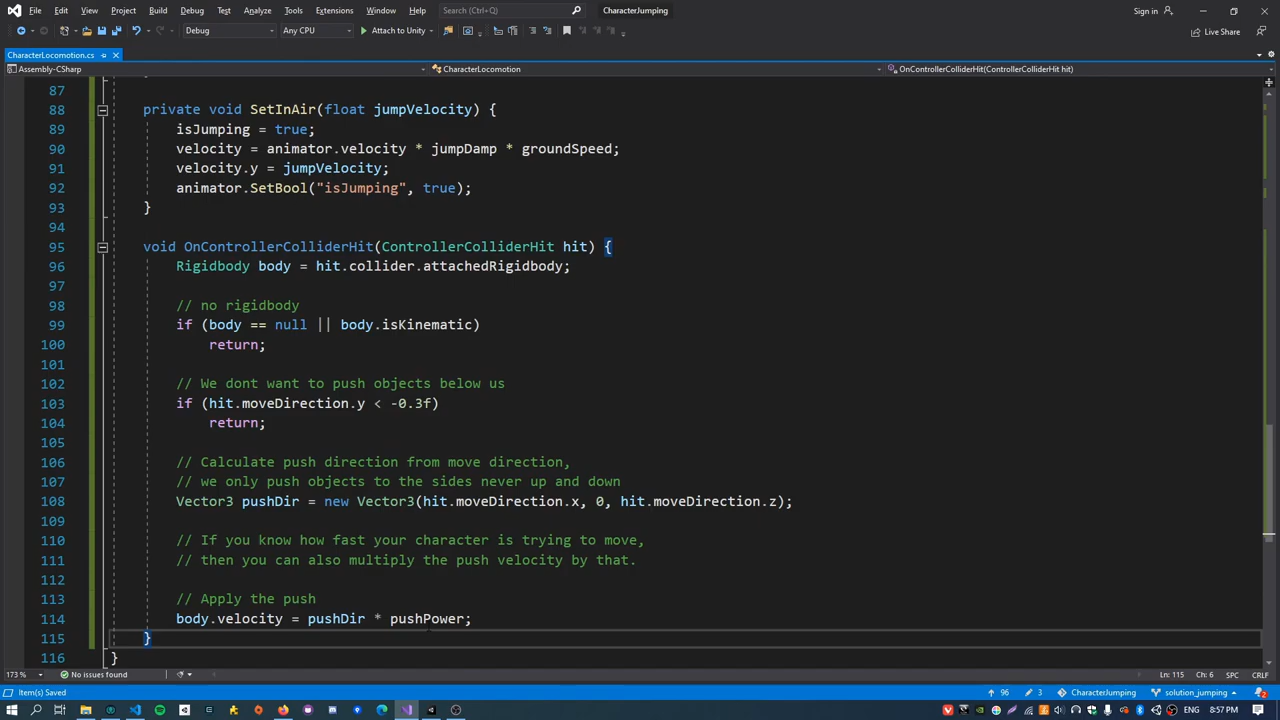 File Edit View Project Build Debug Test Analyze Tools Extensions Window Help Search (Ctrl+Q) CharacterJumping Sign in
Debug Any CPU Attach to Unity Live Share
CharacterLocomotion.cs
Assembly-CSharp CharacterLocomotion OnControllerColliderHit(ControllerColliderHit hit)
87
88 private void SetInAir(float jumpVelocity) {
89 isJumping = true;
90 velocity = animator.velocity * jumpDamp * groundSpeed;
91 velocity.y = jumpVelocity;
92 animator.SetBool("isJumping", true);
93 }
94
95 void OnControllerColliderHit(ControllerColliderHit hit) {
96 Rigidbody body = hit.collider.attachedRigidbody;
97
98 // no rigidbody
99 if (body == null || body.isKinematic)
100 return;
101
102 // We dont want to push objects below us
103 if (hit.moveDirection.y < -0.3f)
104 return;
105
106 // Calculate push direction from move direction,
107 // we only push objects to the sides never up and down
108 Vector3 pushDir = new Vector3(hit.moveDirection.x, 0, hit.moveDirection.z);
109
110 // If you know how fast your character is trying to move,
111 // then you can also multiply the push velocity by that.
112
113 // Apply the push
114 body.velocity = pushDir * pushPower;
115 }
116 }
173 % No issues found Ln: 115 Ch: 6 SPC CRLF
Item(s) Saved 96 3 CharacterJumping solution_jumping 2
ENG 8:57 PM